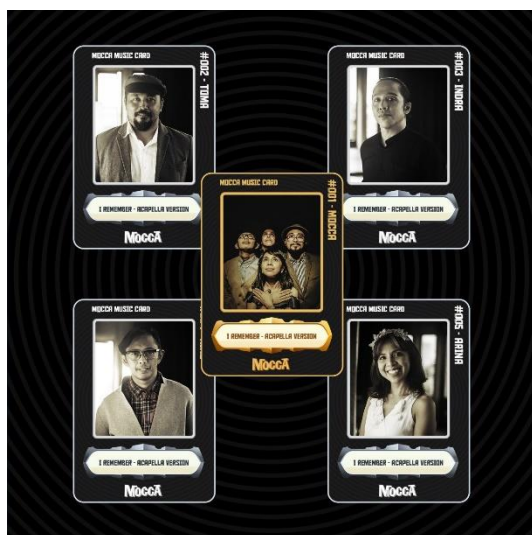 MOCCA MUSIC CARD
#002 - TOMA
I REMEMBER - ACAPELLA VERSION
MOCCA
MOCCA MUSIC CARD
#003 - INDRA
I REMEMBER - ACAPELLA VERSION
MOCCA
MOCCA MUSIC CARD
#001 - MOCCA
I REMEMBER - ACAPELLA VERSION
MOCCA
MOCCA MUSIC CARD
I REMEMBER - ACAPELLA VERSION
MOCCA
MOCCA MUSIC CARD
#005 - ARINA
I REMEMBER - ACAPELLA VERSION
MOCCA